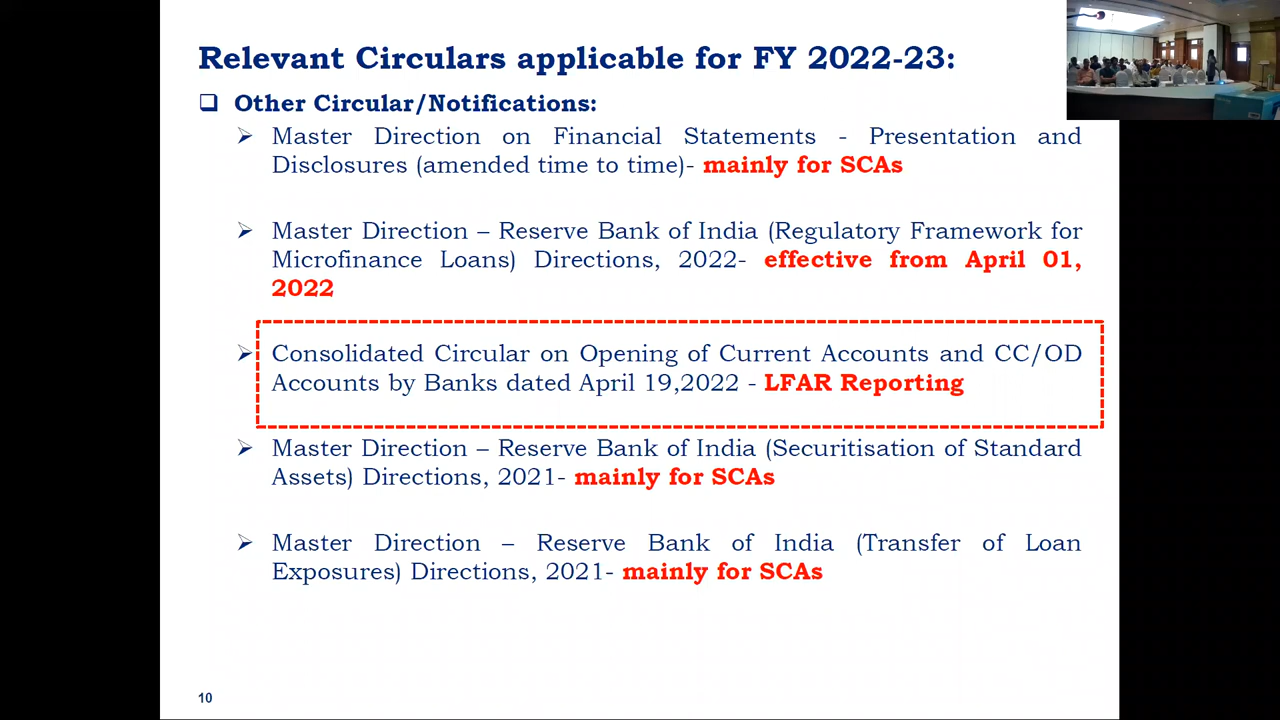 Relevant Circulars applicable for FY 2022-23:
Other Circular/Notifications:
Master Direction on Financial Statements - Presentation and
Disclosures (amended time to time)- mainly for SCAs
Master Direction – Reserve Bank of India (Regulatory Framework for
Microfinance Loans) Directions, 2022- effective from April 01,
2022
Consolidated Circular on Opening of Current Accounts and CC/OD
Accounts by Banks dated April 19,2022 - LFAR Reporting
Master Direction – Reserve Bank of India (Securitisation of Standard
Assets) Directions, 2021- mainly for SCAs
Master Direction – Reserve Bank of India (Transfer of Loan
Exposures) Directions, 2021- mainly for SCAs
10